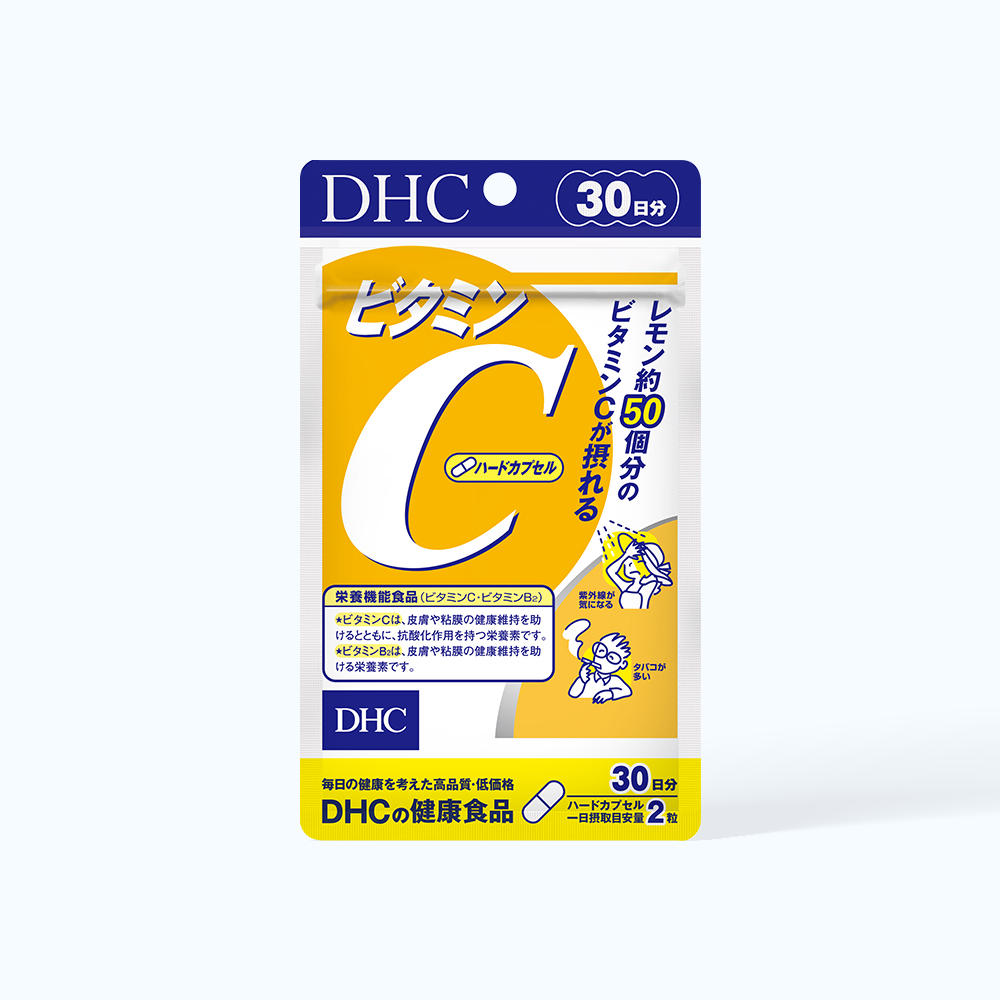 DHC
30日分
ビタミン
C
ハードカプセル
レモン約50個分の
ビタミンCが摂れる
紫外線が
気になる
タバコが
多い
栄養機能食品(ビタミンC・ビタミンB₂)
★ビタミンCは、皮膚や粘膜の健康維持を助
けるとともに、抗酸化作用を持つ栄養素です。
★ビタミンB₂は、皮膚や粘膜の健康維持を助
ける栄養素です。
DHC
毎日の健康を考えた高品質・低価格
DHCの健康食品
30日分
ハードカプセル
一日摂取目安量2粒